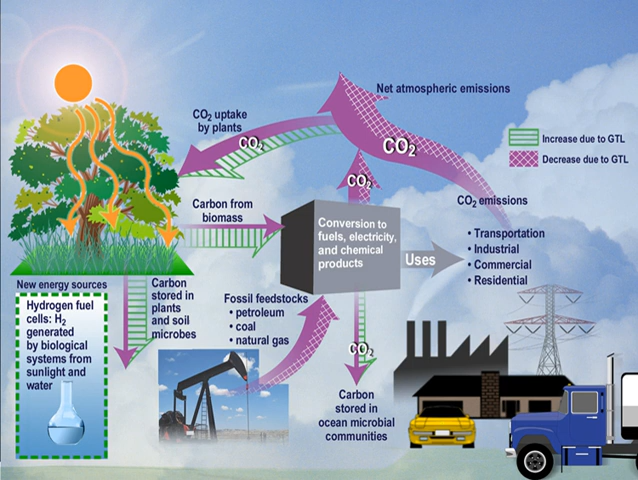 Net atmospheric emissions
CO2 uptake
by plants
CO2
CO2
CO2
Increase due to GTL
Decrease due to GTL
Carbon from
biomass
Conversion to
fuels, electricity,
and chemical
products
Uses
CO2 emissions
• Transportation
• Industrial
• Commercial
• Residential
New energy sources
Hydrogen fuel
cells: H2
generated
by biological
systems from
sunlight and
water
Carbon
stored in
plants
and soil
microbes
Fossil feedstocks
• petroleum
• coal
• natural gas
CO2
Carbon
stored in
ocean microbial
communities